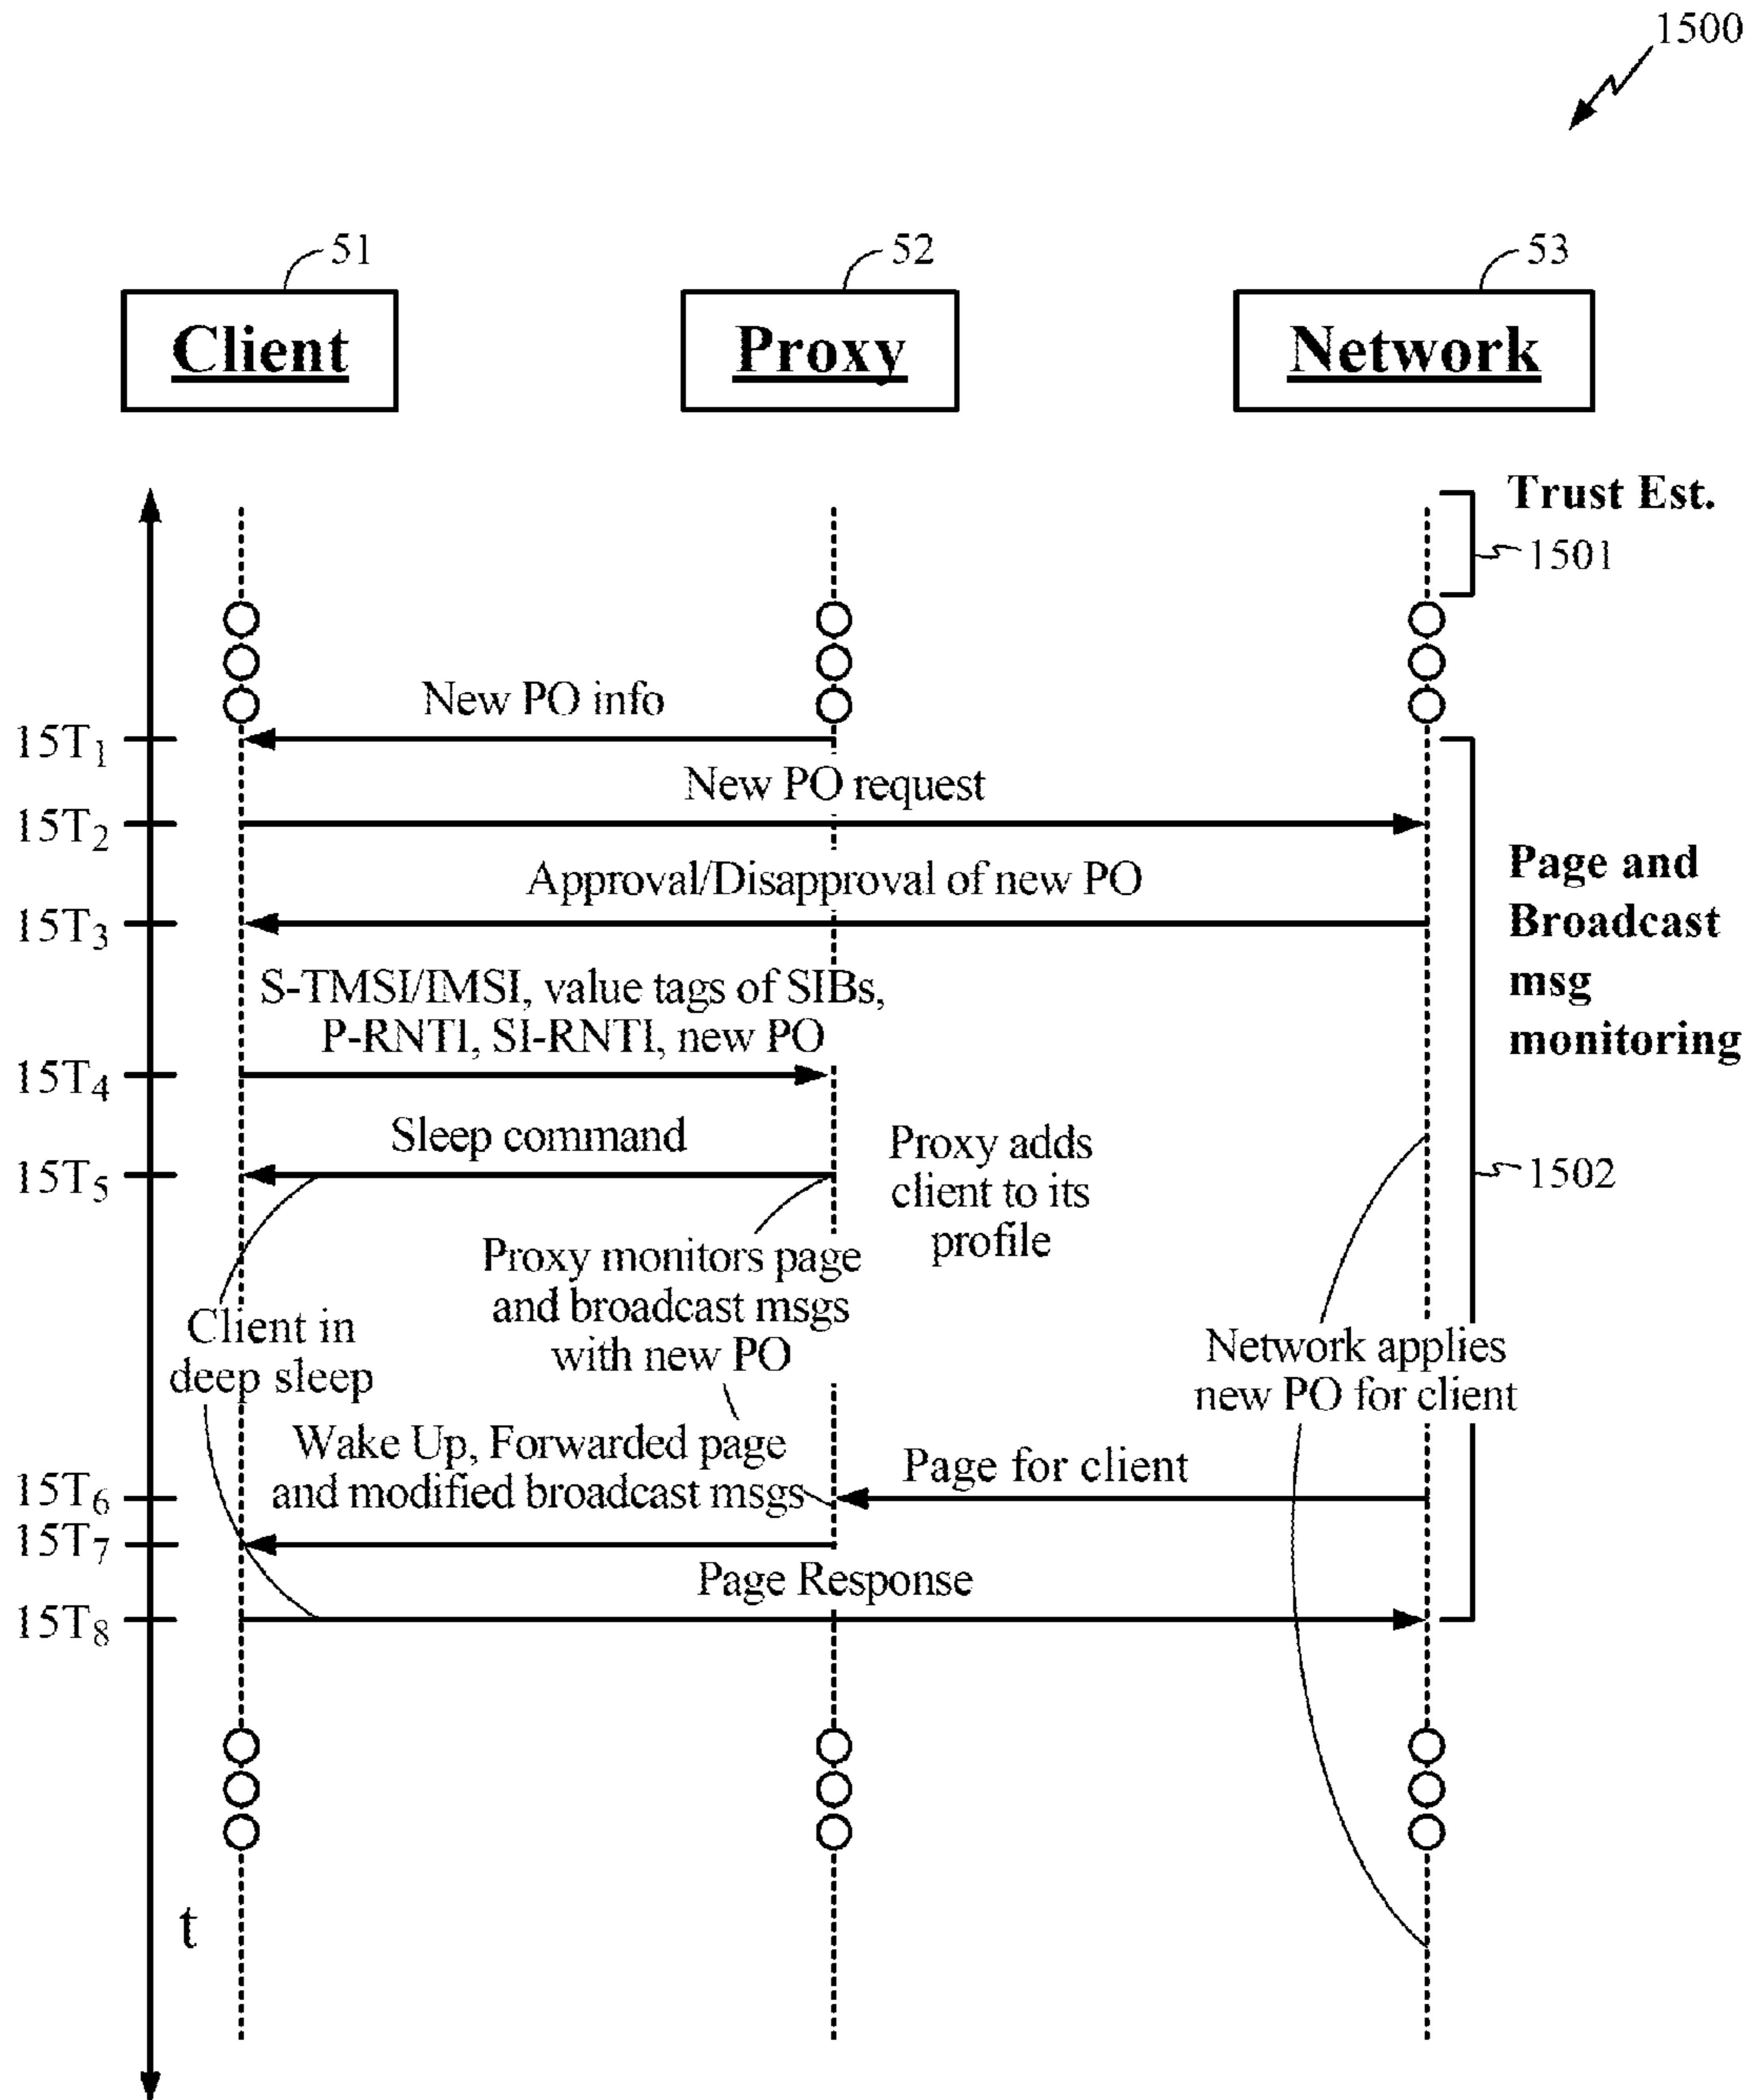 1500
51
52
53
Client
Proxy
Network
Trust Est.
1501
New PO info
15T1
New PO request
15T2
Approval/Disapproval of new PO
15T3
Page and
Broadcast
msg
monitoring
S-TMSI/IMSI, value tags of SIBs,
P-RNTI, SI-RNTI, new PO
15T4
Sleep command
15T5
Proxy adds
client to its
profile
1502
Proxy monitors page
and broadcast msgs
with new PO
Client in
deep sleep
Network applies
new PO for client
Wake Up, Forwarded page
and modified broadcast msgs
Page for client
15T6
15T7
Page Response
15T8
t